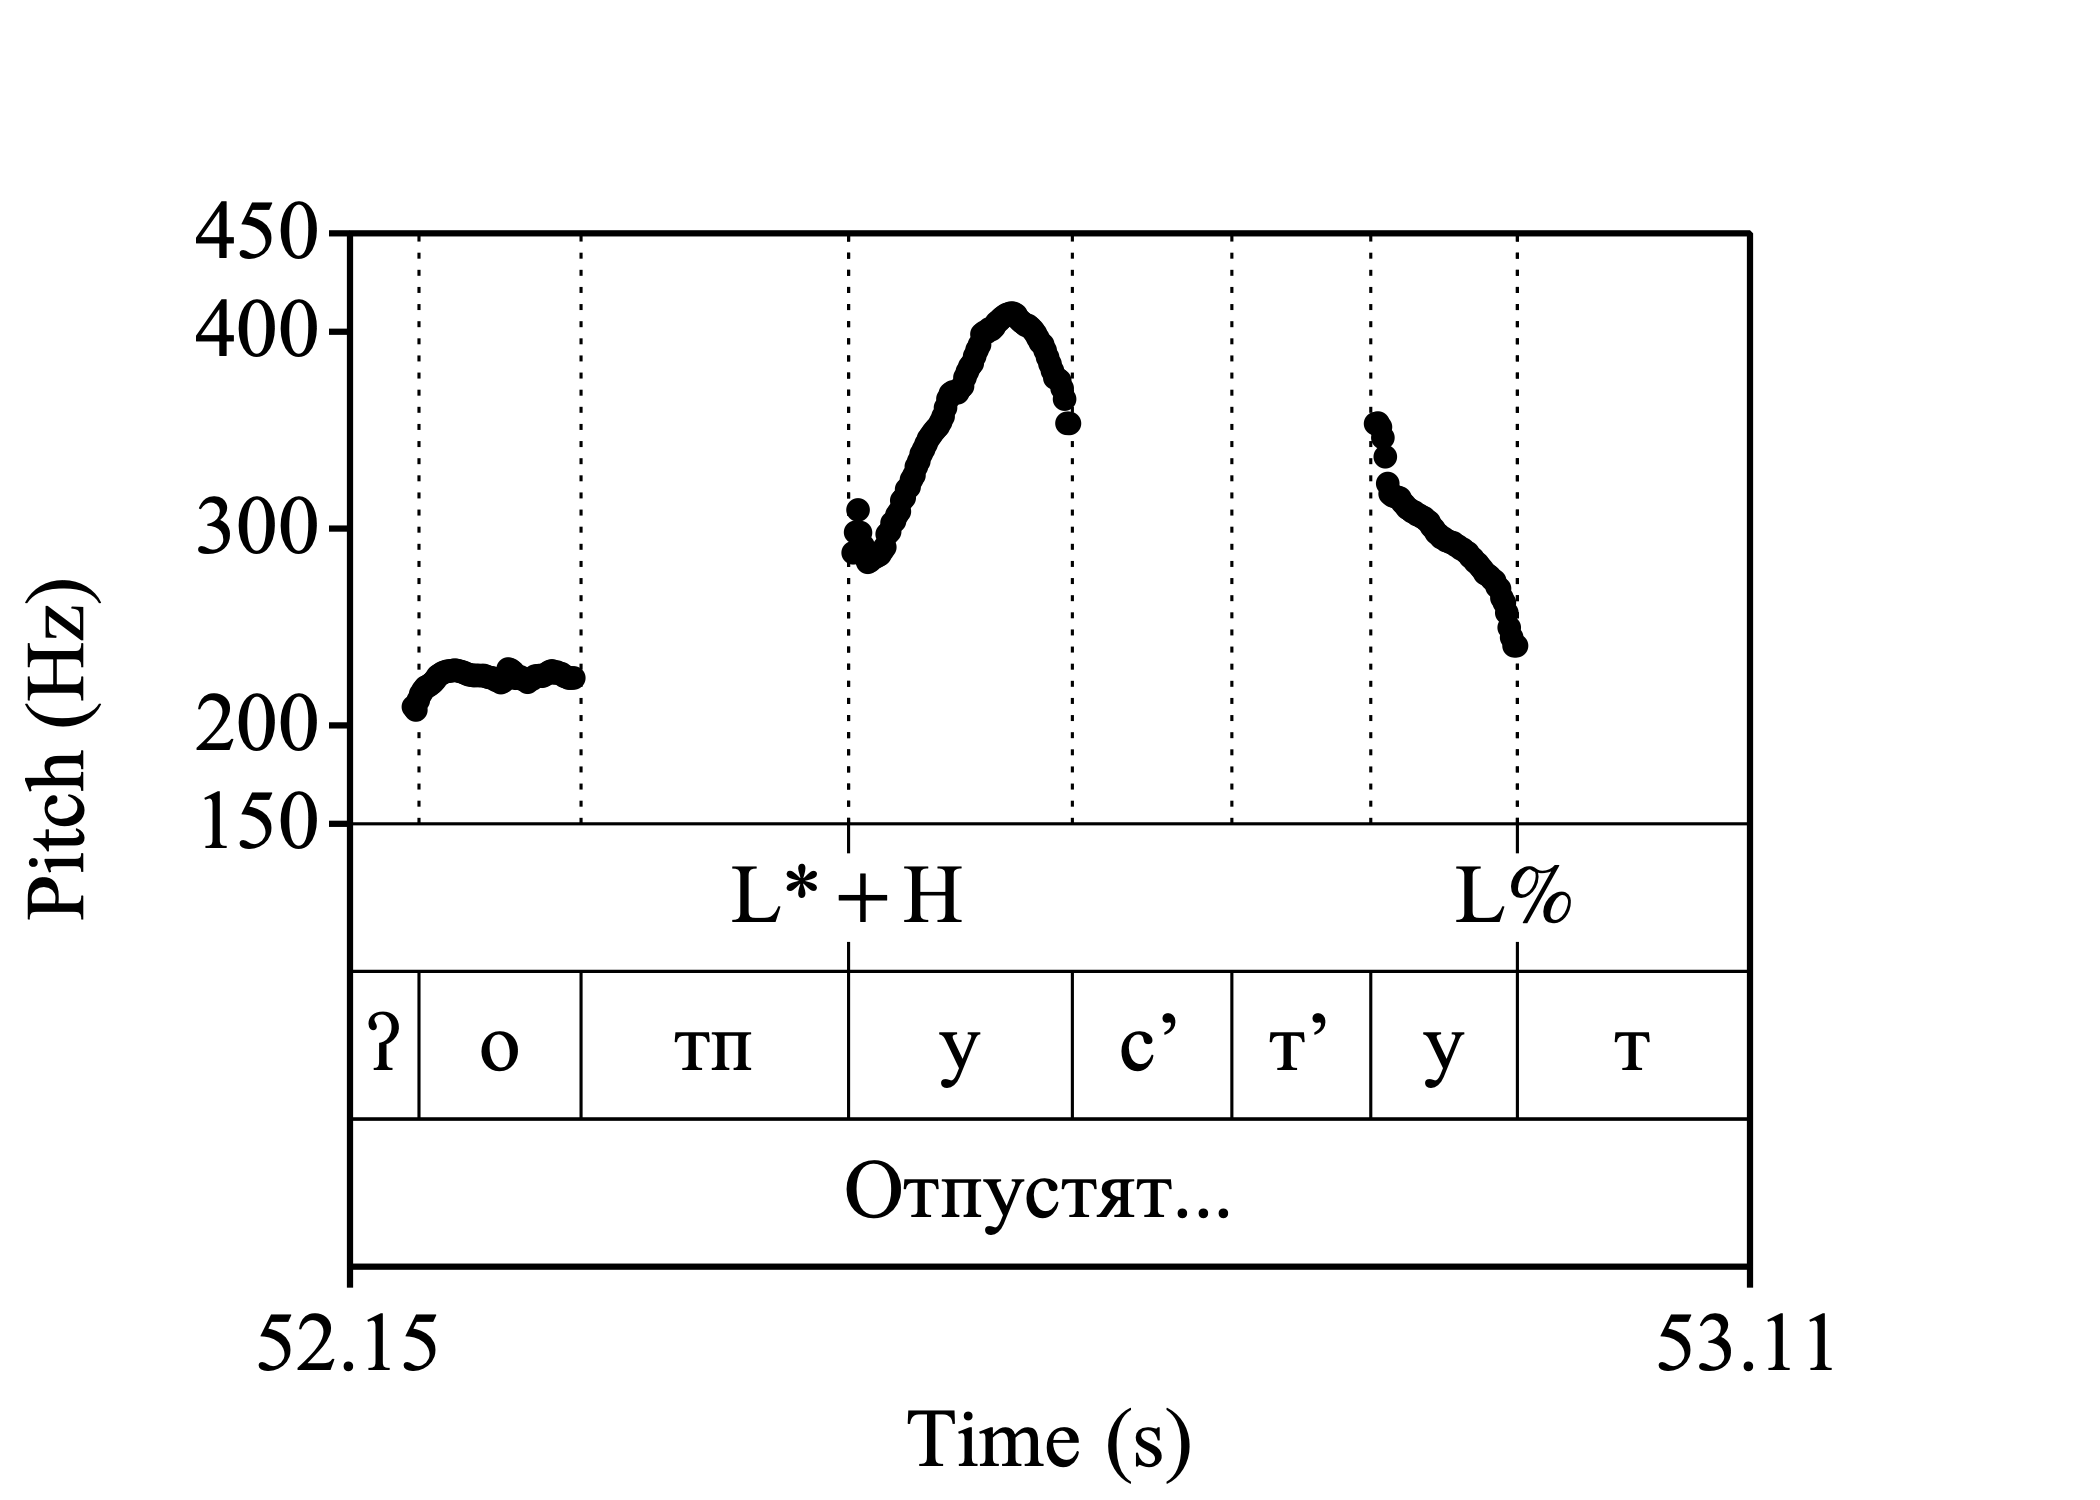 450
400
300
200
150
Pitch (Hz)
L*+H L%
ʔ о тп у с’ т’ у т
Отпустят...
52.15 53.11
Time (s)